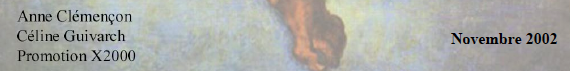 Anne Clémençon
Céline Guivarch
Promotion X2000
Novembre 2002